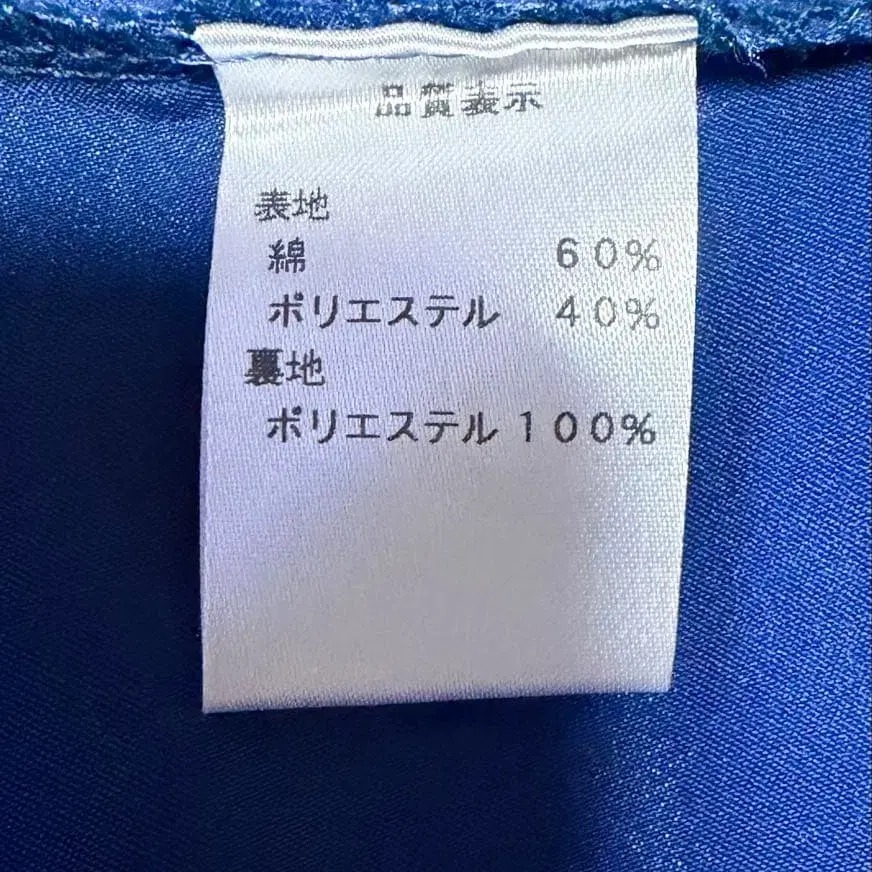 品質表示
表地
綿 60%
ポリエステル 40%
裏地
ポリエステル 100%